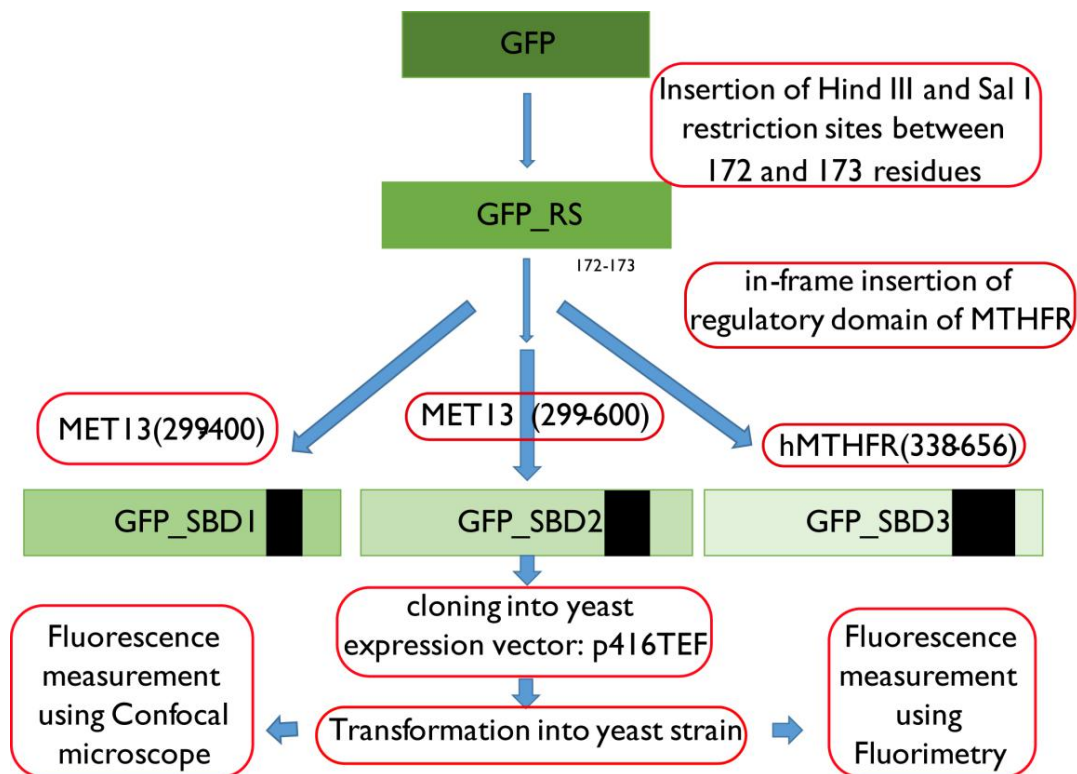 GFP
Insertion of Hind III and Sal I
restriction sites between
172 and 173 residues
GFP_RS
172-173
in-frame insertion of
regulatory domain of MTHFR
MET13(299-400)
MET13 (299-600)
hMTHFR(338-656)
GFP_SBD1
GFP_SBD2
GFP_SBD3
cloning into yeast
expression vector: p416TEF
Fluorescence
measurement
using Confocal
microscope
Transformation into yeast strain
Fluorescence
measurement
using
Fluorimetry